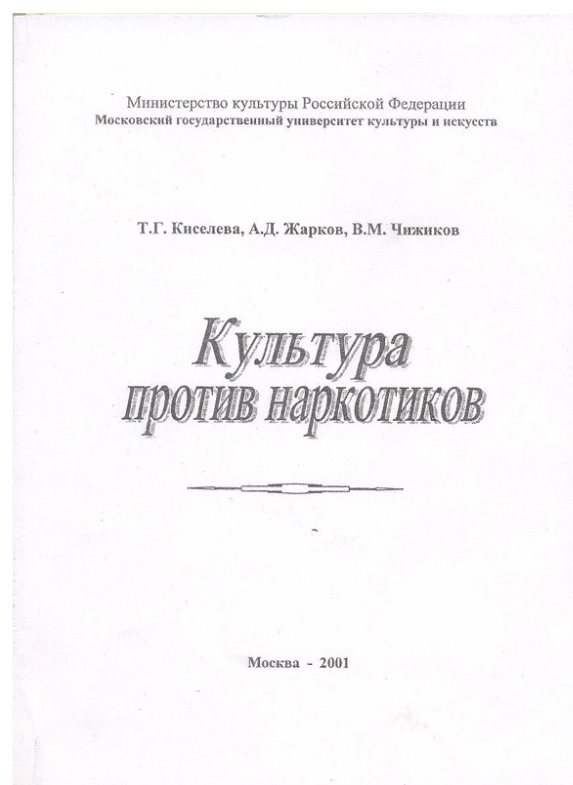 Министерство культуры Российской Федерации
Московский государственный университет культуры и искусств
Т.Г. Киселева, А.Д. Жарков, В.М. Чижиков
Культура
против наркотиков
Москва - 2001